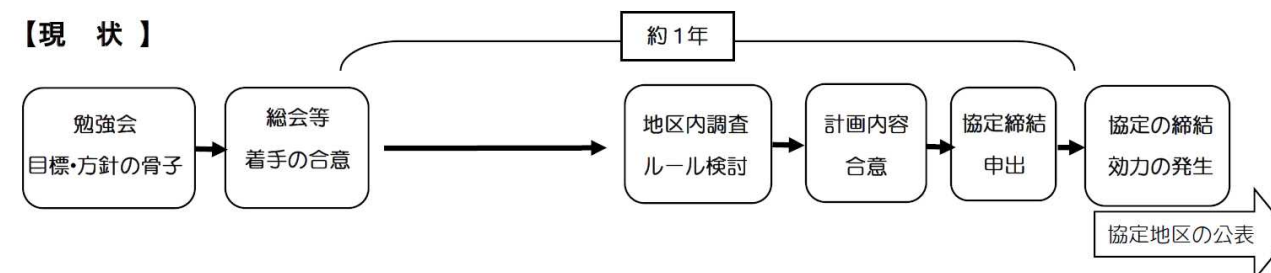 【現 状 】
約1年
勉強会
目標・方針の骨子
総会等
着手の合意
地区内調査
ルール検討
計画内容
合意
協定締結
申出
協定の締結
効力の発生
協定地区の公表